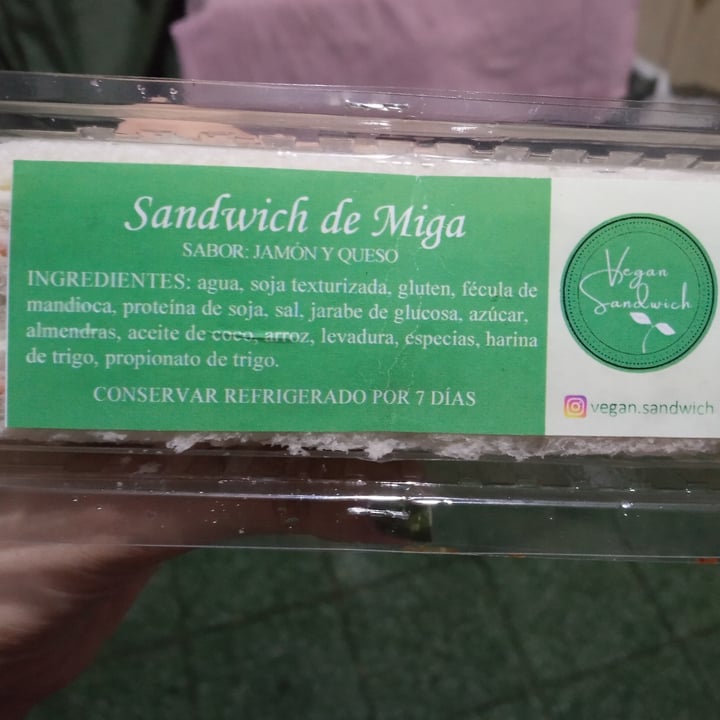 Sandwich de Miga
SABOR: JAMÓN Y QUESO
INGREDIENTES: agua, soja texturizada, gluten, fécula de
mandioca, proteína de soja, sal, jarabe de glucosa, azúcar,
almendras, aceite de coco, arroz, levadura, especias, harina
de trigo, propionato de trigo.
CONSERVAR REFRIGERADO POR 7 DÍAS
Vegan
Sandwich
vegan.sandwich